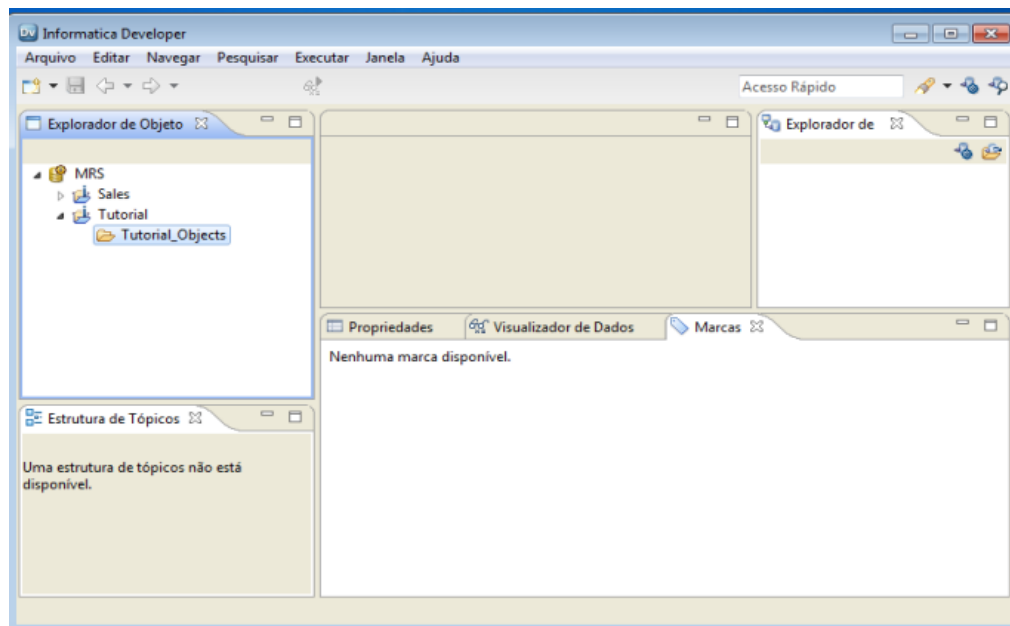 Informatica Developer
Arquivo Editar Navegar Pesquisar Executar Janela Ajuda
Acesso Rápido
Explorador de Objeto
MRS
Sales
Tutorial
Tutorial_Objects
Explorador de
Propriedades Visualizador de Dados Marcas
Nenhuma marca disponível.
Estrutura de Tópicos
Uma estrutura de tópicos não está
disponível.